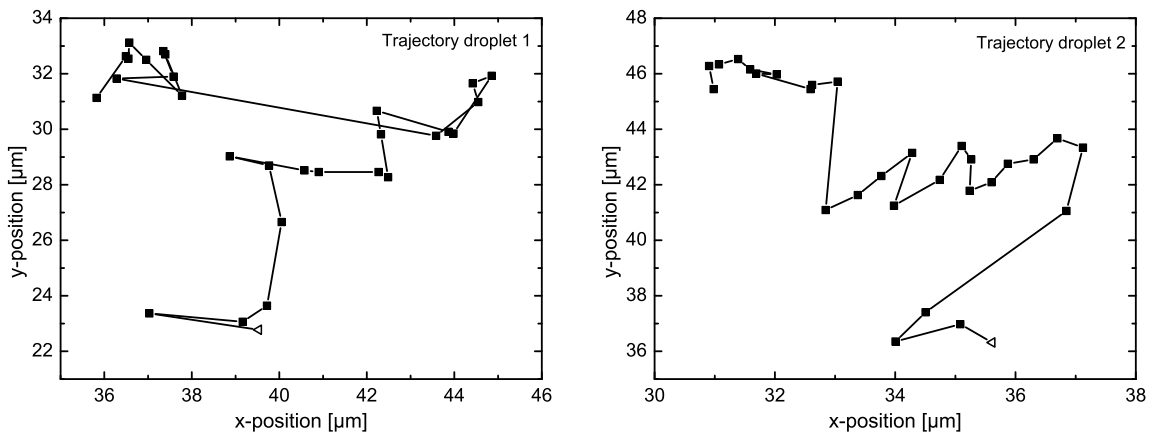 Trajectory droplet 1
y-position [µm]
34
32
30
28
26
24
22
36 38 40 42 44 46
x-position [µm]
Trajectory droplet 2
y-position [µm]
48
46
44
42
40
38
36
30 32 34 36 38
x-position [µm]